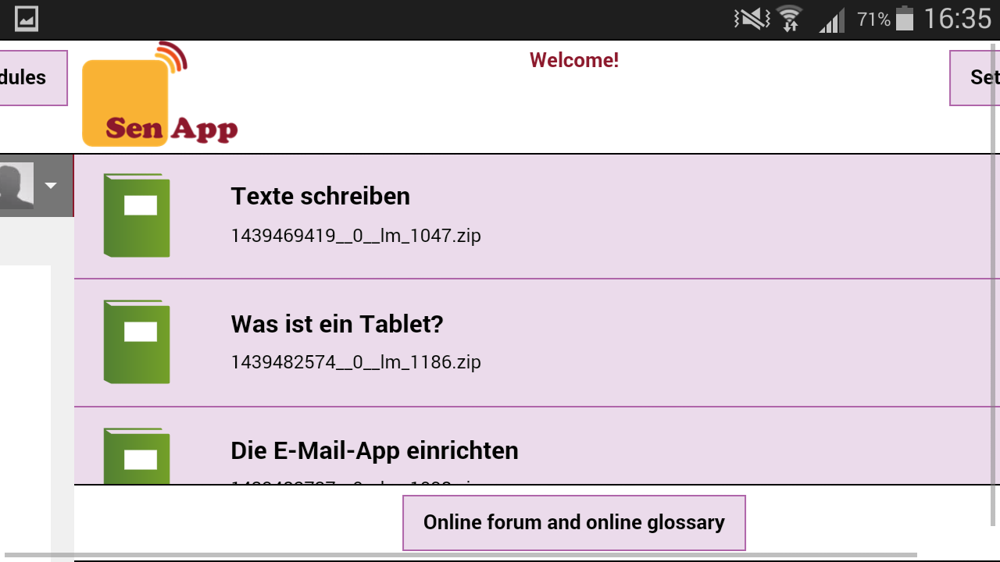 71% 16:35
dules
Sen App
Welcome!
Set
Texte schreiben
1439469419__0__lm_1047.zip
Was ist ein Tablet?
1439482574__0__lm_1186.zip
Die E-Mail-App einrichten
Online forum and online glossary